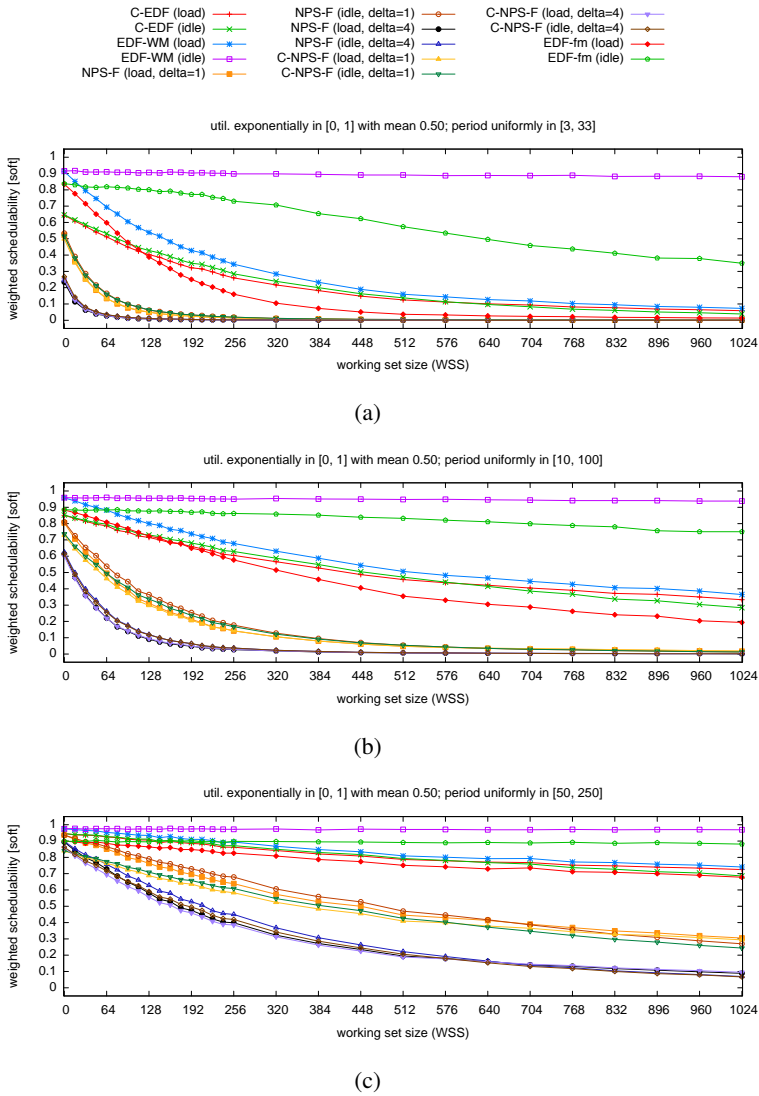 C-EDF (load)
C-EDF (idle)
EDF-WM (load)
EDF-WM (idle)
NPS-F (load, delta=1)
NPS-F (idle, delta=1)
NPS-F (load, delta=4)
NPS-F (idle, delta=4)
C-NPS-F (load, delta=1)
C-NPS-F (idle, delta=1)
C-NPS-F (load, delta=4)
C-NPS-F (idle, delta=4)
EDF-fm (load)
EDF-fm (idle)
util. exponentially in [0, 1] with mean 0.50; period uniformly in [3, 33]
weighted schedulability [soft]
1
0.9
0.8
0.7
0.6
0.5
0.4
0.3
0.2
0.1
0
0 64 128 192 256 320 384 448 512 576 640 704 768 832 896 960 1024
working set size (WSS)
(a)
util. exponentially in [0, 1] with mean 0.50; period uniformly in [10, 100]
weighted schedulability [soft]
1
0.9
0.8
0.7
0.6
0.5
0.4
0.3
0.2
0.1
0
0 64 128 192 256 320 384 448 512 576 640 704 768 832 896 960 1024
working set size (WSS)
(b)
util. exponentially in [0, 1] with mean 0.50; period uniformly in [50, 250]
weighted schedulability [soft]
1
0.9
0.8
0.7
0.6
0.5
0.4
0.3
0.2
0.1
0
0 64 128 192 256 320 384 448 512 576 640 704 768 832 896 960 1024
working set size (WSS)
(c)